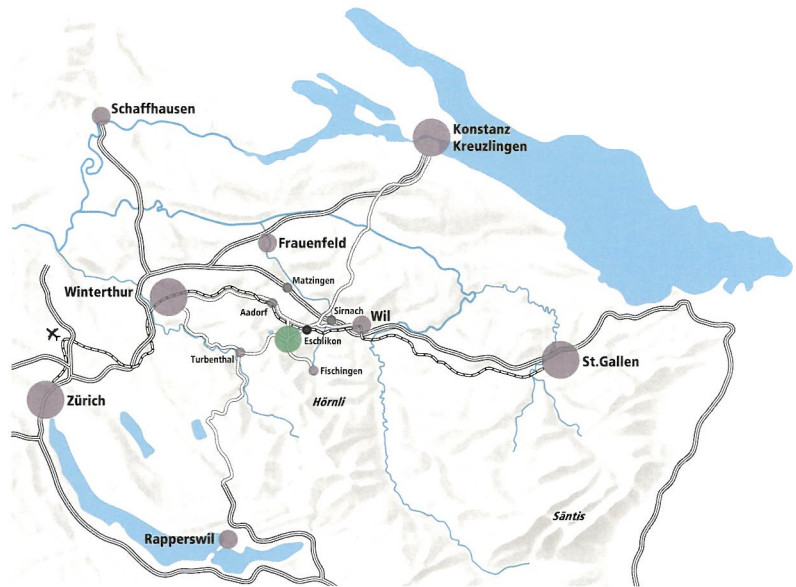 Schaffhausen
Konstanz
Kreuzlingen
Frauenfeld
Matzingen
Winterthur
Aadorf
Sirnach
Wil
Eschlikon
Turbenthal
Fischingen
St.Gallen
Zürich
Hörnli
Säntis
Rapperswil